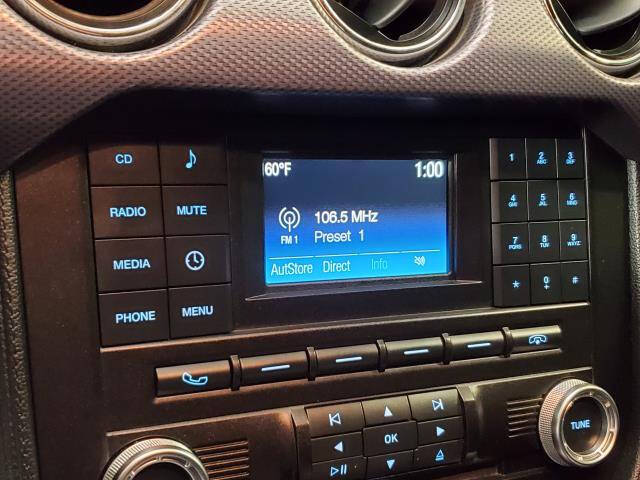 CD
RADIO MUTE
MEDIA
PHONE MENU
60°F 1:00
106.5 MHz
FM 1 Preset 1
AutStore Direct Info
1 2 ABC 3 DEF
4 GHI 5 JKL 6 MNO
7 PQRS 8 TUV 9 WXYZ
* 0 + #
OK
TUNE